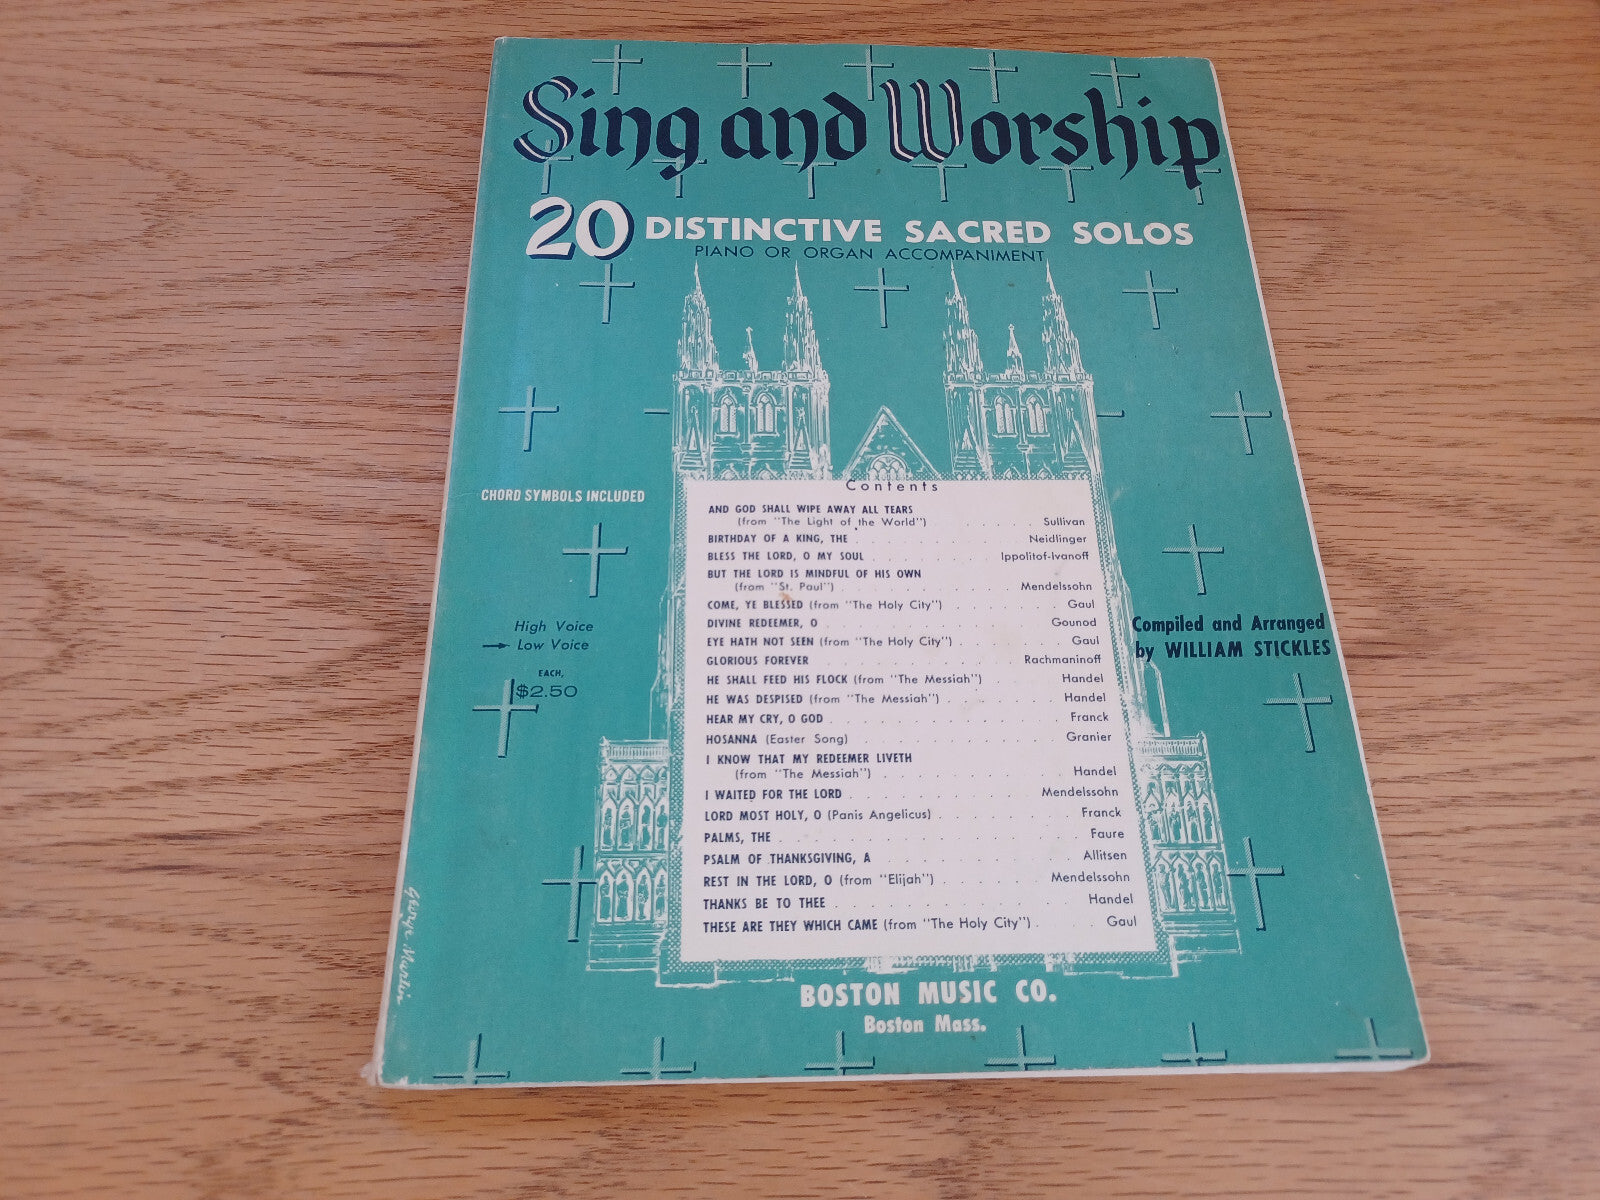 Sing and Worship
20 DISTINCTIVE SACRED SOLOS
PIANO OR ORGAN ACCOMPANIMENT
CHORD SYMBOLS INCLUDED
High Voice
Low Voice
EACH,
$2.50
Contents
AND GOD SHALL WIPE AWAY ALL TEARS
(from "The Light of the World") . . . . . Sullivan
BIRTHDAY OF A KING, THE . . . . . Neidlinger
BLESS THE LORD, O MY SOUL . . . . . Ippolitof-Ivanoff
BUT THE LORD IS MINDFUL OF HIS OWN
(from "St. Paul") . . . . . Mendelssohn
COME, YE BLESSED (from "The Holy City") . . . . . Gaul
DIVINE REDEEMER, O . . . . . Gounod
EYE HATH NOT SEEN (from "The Holy City") . . . . . Gaul
GLORIOUS FOREVER . . . . . Rachmaninoff
HE SHALL FEED HIS FLOCK (from "The Messiah") . . . . . Handel
HE WAS DESPISED (from "The Messiah") . . . . . Handel
HEAR MY CRY, O GOD . . . . . Franck
HOSANNA (Easter Song) . . . . . Granier
I KNOW THAT MY REDEEMER LIVETH
(from "The Messiah") . . . . . Handel
I WAITED FOR THE LORD . . . . . Mendelssohn
LORD MOST HOLY, O (Panis Angelicus) . . . . . Franck
PALMS, THE . . . . . Faure
PSALM OF THANKSGIVING, A . . . . . Allitsen
REST IN THE LORD, O (from "Elijah") . . . . . Mendelssohn
THANKS BE TO THEE . . . . . Handel
THESE ARE THEY WHICH CAME (from "The Holy City") . . . . . Gaul
Compiled and Arranged
by WILLIAM STICKLES
George Martin
BOSTON MUSIC CO.
Boston Mass.